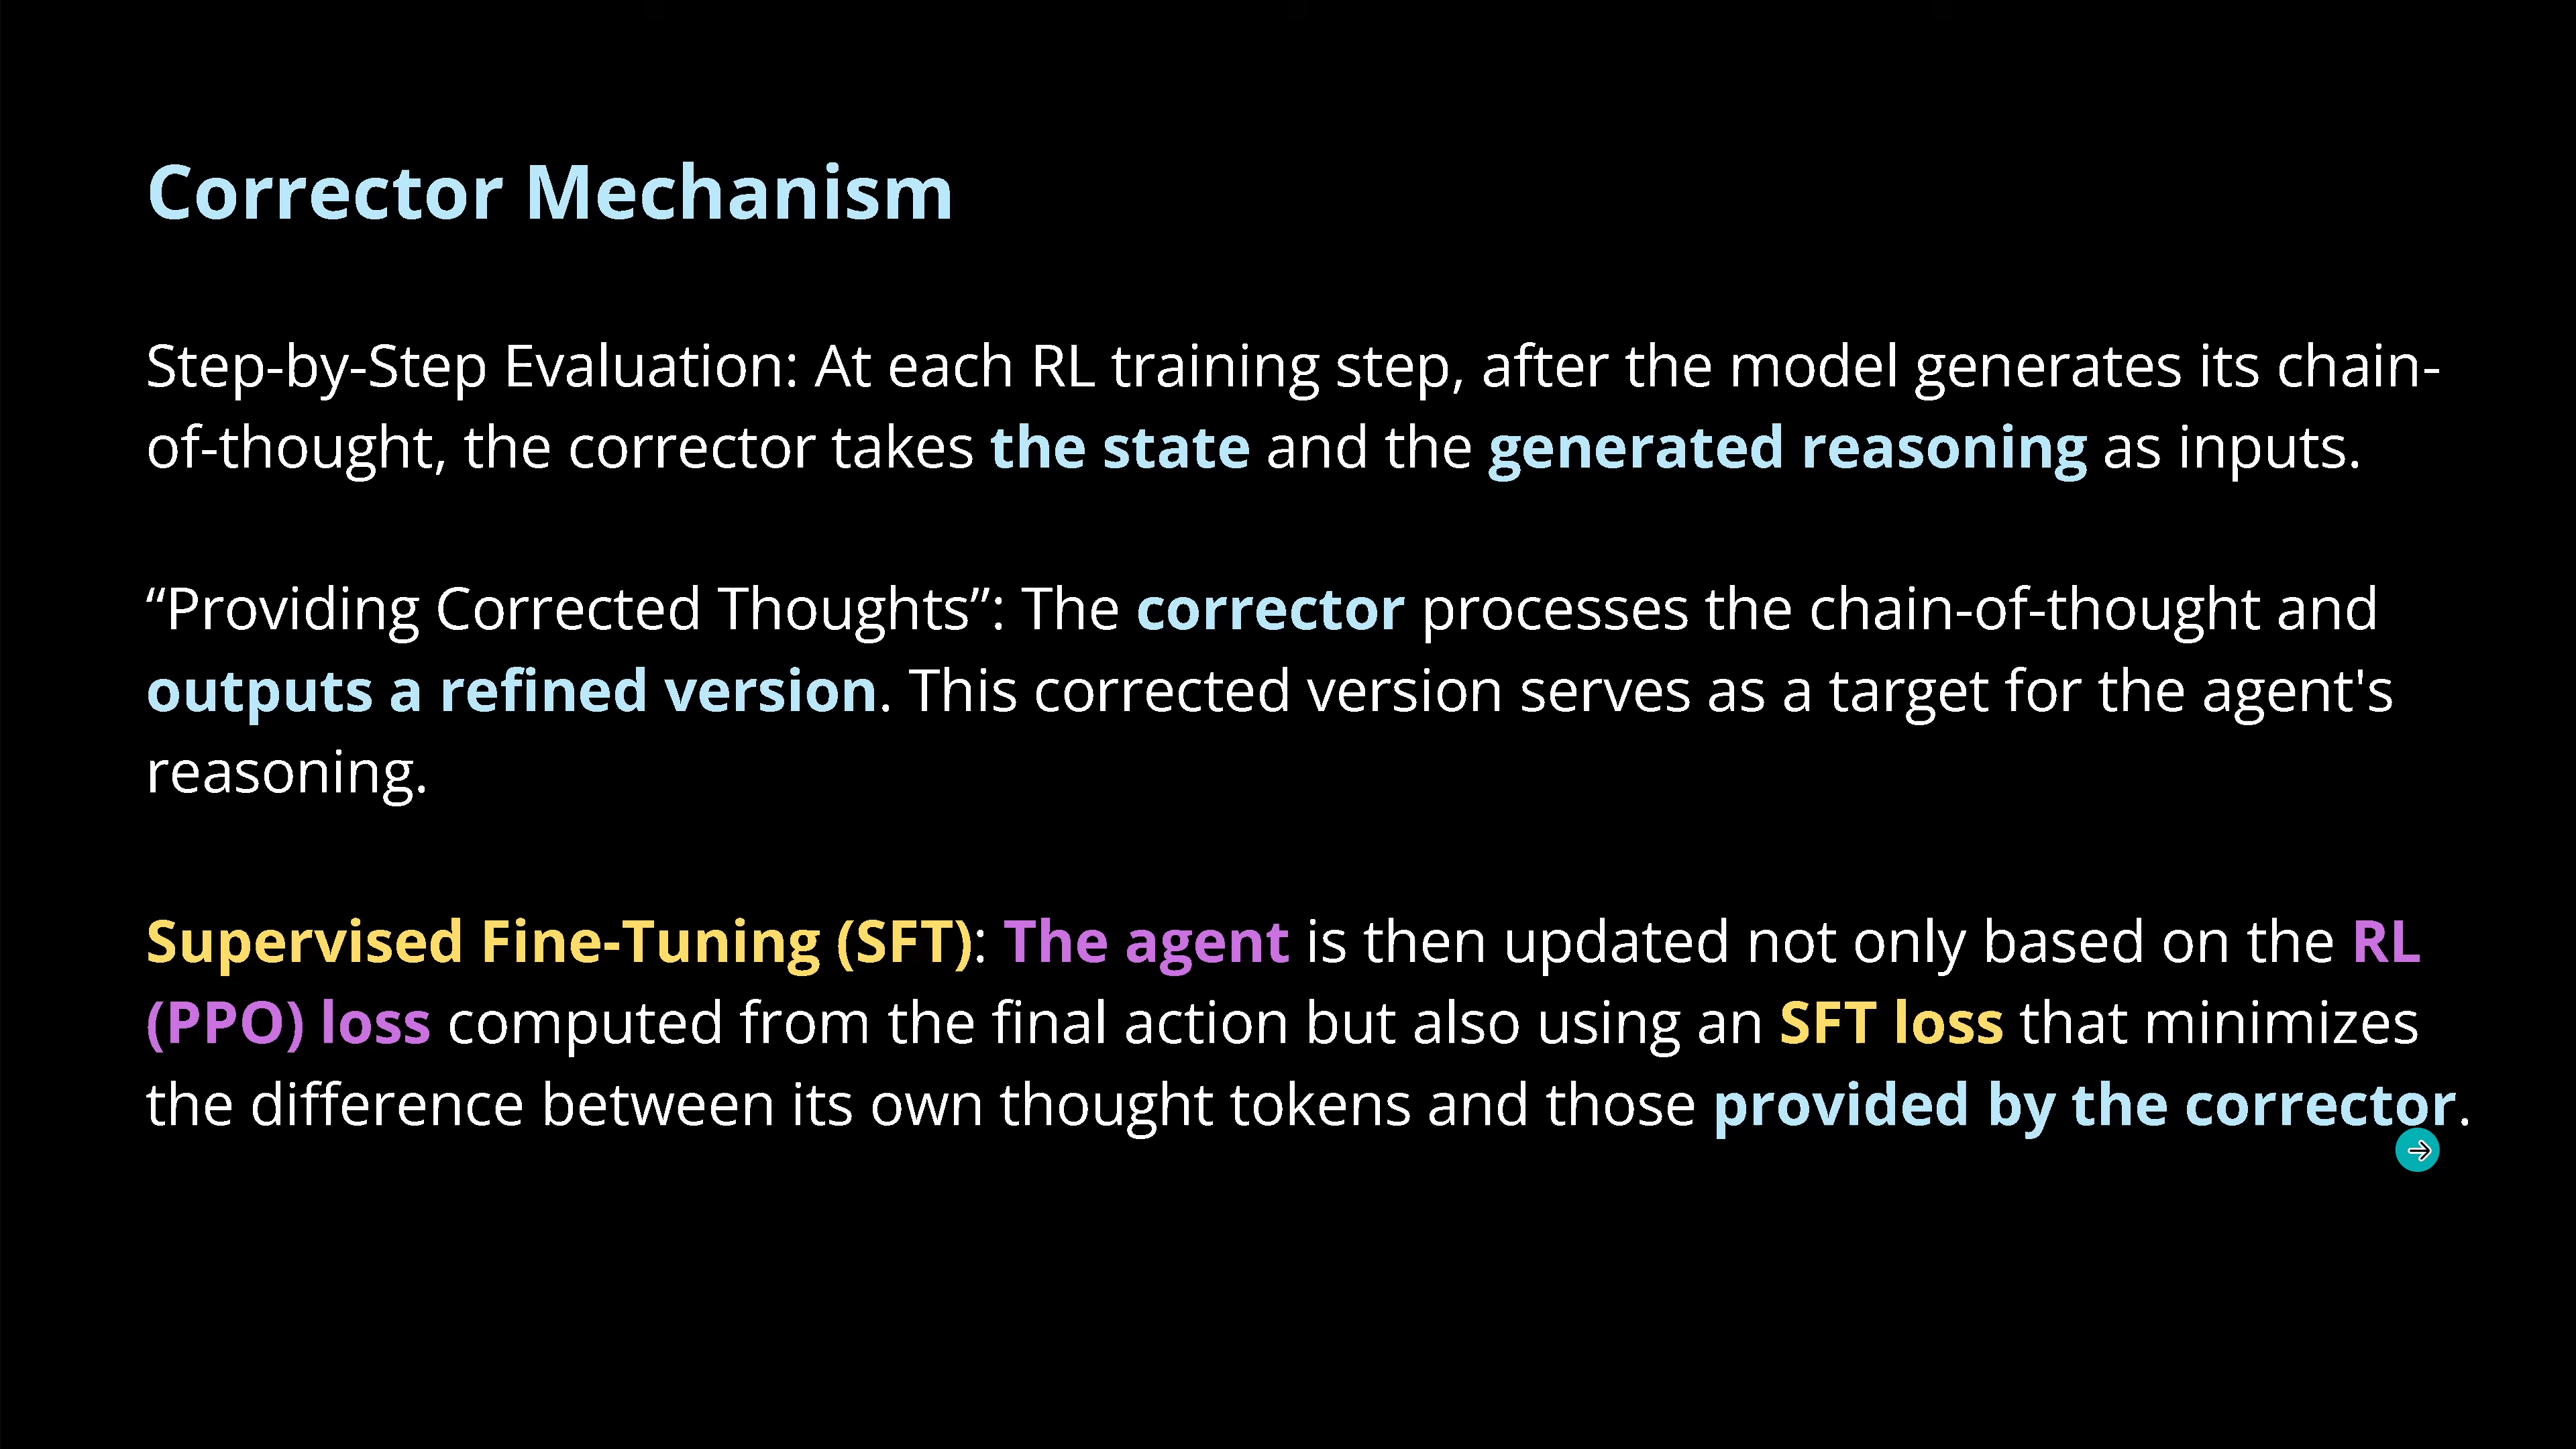 Corrector Mechanism
Step-by-Step Evaluation: At each RL training step, after the model generates its chain-
of-thought, the corrector takes the state and the generated reasoning as inputs.
“Providing Corrected Thoughts”: The corrector processes the chain-of-thought and
outputs a refined version. This corrected version serves as a target for the agent's
reasoning.
Supervised Fine-Tuning (SFT): The agent is then updated not only based on the RL
(PPO) loss computed from the final action but also using an SFT loss that minimizes
the difference between its own thought tokens and those provided by the corrector.